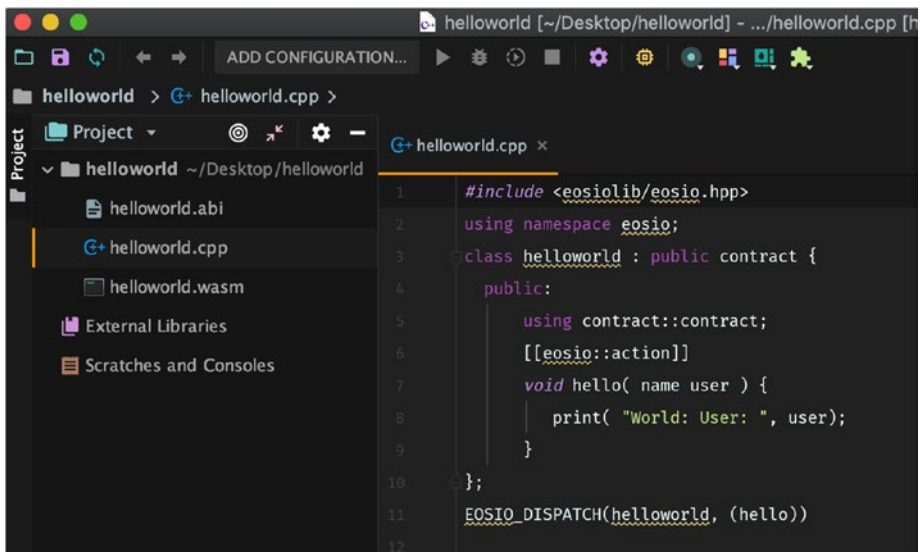 helloworld [~/Desktop/helloworld] - .../helloworld.cpp [h
ADD CONFIGURATION...
helloworld > helloworld.cpp >
Project
Project
helloworld.cpp ×
helloworld ~/Desktop/helloworld
helloworld.abi
helloworld.cpp
helloworld.wasm
External Libraries
Scratches and Consoles
1 #include <eosiolib/eosio.hpp>
2 using namespace eosio;
3 class helloworld : public contract {
4 public:
5 using contract::contract;
6 [[eosio::action]]
7 void hello( name user ) {
8 print( "World: User: ", user);
9 }
10 };
11 EOSIO_DISPATCH(helloworld, (hello))
12